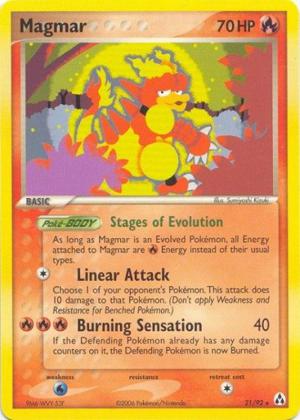 Magmar 70 HP
Illus. Sumiyoshi Kizuki
BASIC
Poké-BODY Stages of Evolution
As long as Magmar is an Evolved Pokémon, all Energy
attached to Magmar are Energy instead of their usual
types.
Linear Attack
Choose 1 of your opponent's Pokémon. This attack does
10 damage to that Pokémon. (Don't apply Weakness and
Resistance for Benched Pokémon.)
Burning Sensation 40
If the Defending Pokémon already has any damage
counters on it, the Defending Pokémon is now Burned.
weakness resistance retreat cost
©2006 Pokémon/Nintendo 21/92